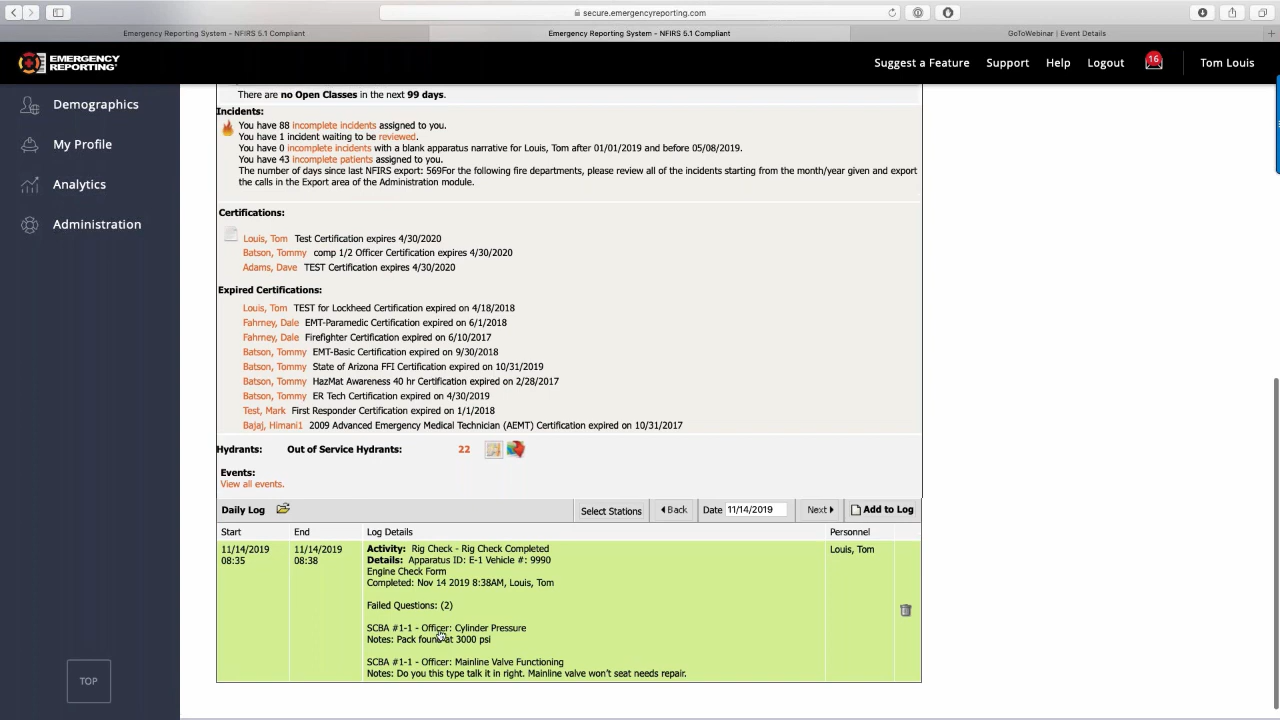 secure.emergencyreporting.com
Emergency Reporting System - NFIRS 5.1 Compliant
Emergency Reporting System - NFIRS 5.1 Compliant
GoToWebinar | Event Details
EMERGENCY REPORTING
Suggest a Feature
Support
Help
Logout
16
Tom Louis
Demographics
My Profile
Analytics
Administration
TOP
There are no Open Classes in the next 99 days.
Incidents:
You have 88 incomplete incidents assigned to you.
You have 1 incident waiting to be reviewed.
You have 0 incomplete incidents with a blank apparatus narrative for Louis, Tom after 01/01/2019 and before 05/08/2019.
You have 43 incomplete patients assigned to you.
The number of days since last NFIRS export: 569For the following fire departments, please review all of the incidents starting from the month/year given and export
the calls in the Export area of the Administration module.
Certifications:
Louis, Tom Test Certification expires 4/30/2020
Batson, Tommy comp 1/2 Officer Certification expires 4/30/2020
Adams, Dave TEST Certification expires 4/30/2020
Expired Certifications:
Louis, Tom TEST for Lockheed Certification expired on 4/18/2018
Fahrney, Dale EMT-Paramedic Certification expired on 6/1/2018
Fahrney, Dale Firefighter Certification expired on 6/10/2017
Batson, Tommy EMT-Basic Certification expired on 9/30/2018
Batson, Tommy State of Arizona FFI Certification expired on 10/31/2019
Batson, Tommy HazMat Awareness 40 hr Certification expired on 2/28/2017
Batson, Tommy ER Tech Certification expired on 4/30/2019
Test, Mark First Responder Certification expired on 1/1/2018
Bajaj, Himani1 2009 Advanced Emergency Medical Technician (AEMT) Certification expired on 10/31/2017
Hydrants: Out of Service Hydrants: 22
Events:
View all events.
Daily Log Select Stations Back Date 11/14/2019 Next Add to Log
Start End Log Details Personnel
11/14/2019 11/14/2019 Activity: Rig Check - Rig Check Completed Louis, Tom
08:35 08:38 Details: Apparatus ID: E-1 Vehicle #: 9990
Engine Check Form
Completed: Nov 14 2019 8:38AM, Louis, Tom
Failed Questions: (2)
SCBA #1-1 - Officer: Cylinder Pressure
Notes: Pack found at 3000 psi
SCBA #1-1 - Officer: Mainline Valve Functioning
Notes: Do you this type talk it in right. Mainline valve won't seat needs repair.